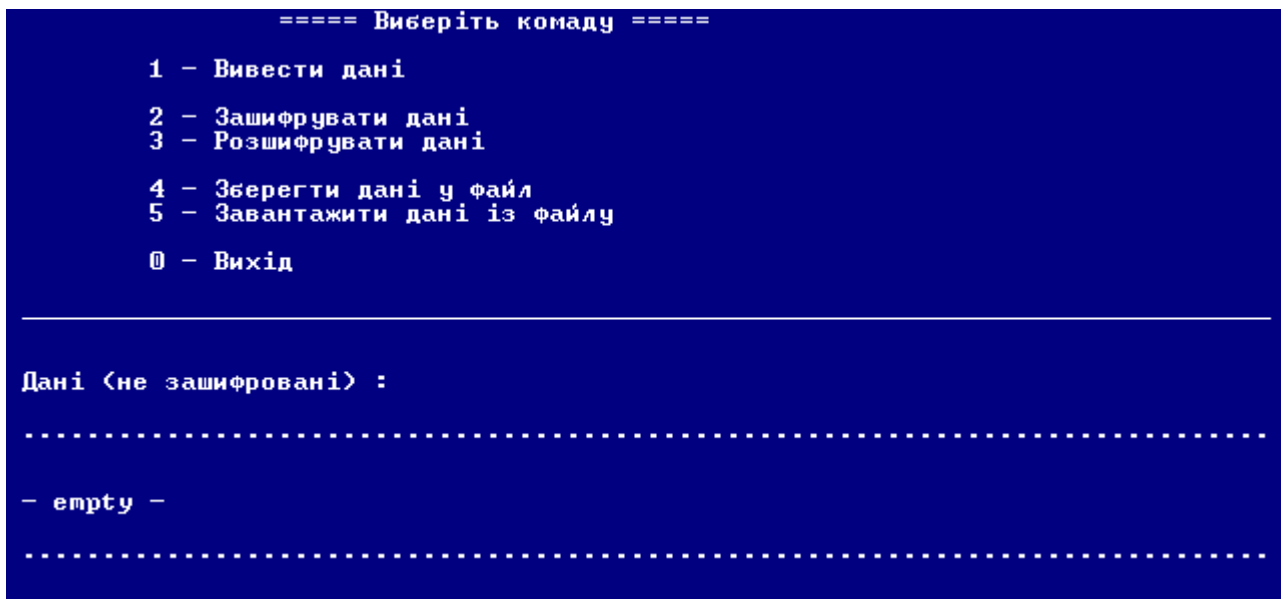 ===== Виберіть комаду =====
1 - Вивести дані
2 - Зашифрувати дані
3 - Розшифрувати дані
4 - Зберегти дані у файл
5 - Завантажити дані із файлу
0 - Вихід
Дані (не зашифровані) :
...............................................................................
- empty -
...............................................................................